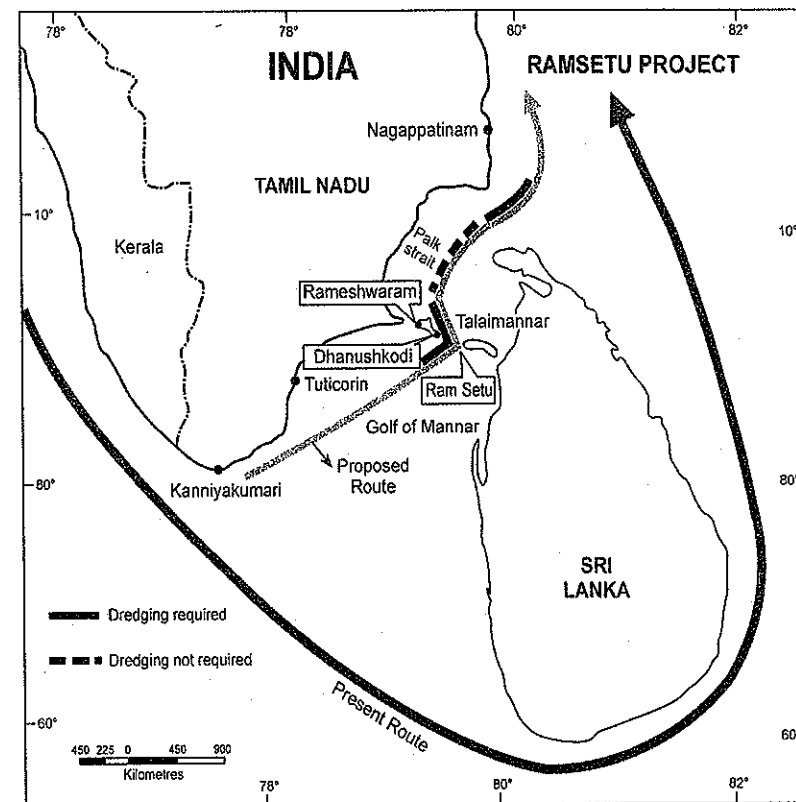 78°
78°
80°
82°
INDIA
RAMSETU PROJECT
Nagappatinam
TAMIL NADU
10°
10°
Kerala
Palk
strait
Rameshwaram
Talaimannar
Dhanushkodi
Tuticorin
Ram Setu
Golf of Mannar
Proposed
Route
80°
80°
Kanniyakumari
SRI
LANKA
Dredging required
Dredging not required
Present Route
60°
60°
450 225 0 450 900
Kilometres
78°
80°
82°